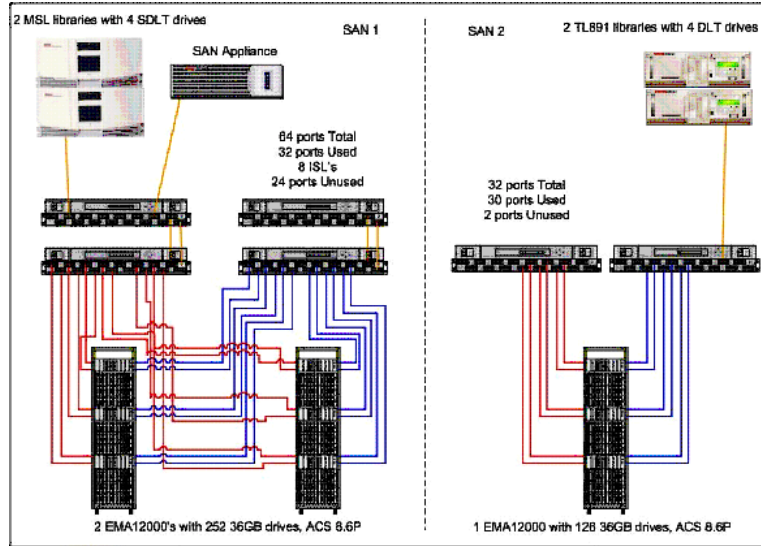 2 MSL libraries with 4 SDLT drives
SAN 1
SAN Appliance
64 ports Total
32 ports Used
8 ISL's
24 ports Unused
2 EMA12000's with 252 36GB drives, ACS 8.6P
SAN 2
2 TL891 libraries with 4 DLT drives
32 ports Total
30 ports Used
2 ports Unused
1 EMA12000 with 128 36GB drives, ACS 8.6P